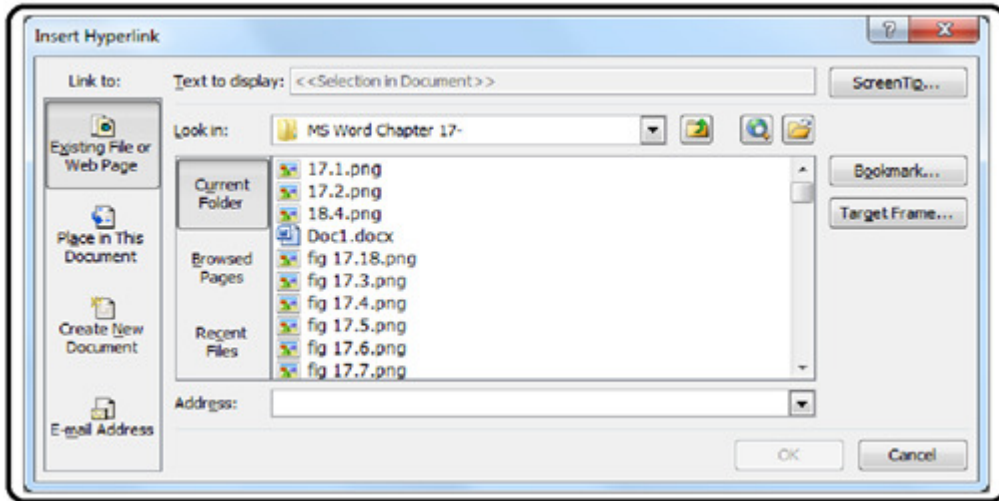 Insert Hyperlink
Link to:
Text to display: <<Selection in Document>>
ScreenTip...
Existing File or
Web Page
Look in:
MS Word Chapter 17-
Current
Folder
Browsed
Pages
Recent
Files
17.1.png
17.2.png
18.4.png
Doc1.docx
fig 17.18.png
fig 17.3.png
fig 17.4.png
fig 17.5.png
fig 17.6.png
fig 17.7.png
Bookmark...
Target Frame...
Place in This
Document
Create New
Document
E-mail Address
Address:
OK
Cancel